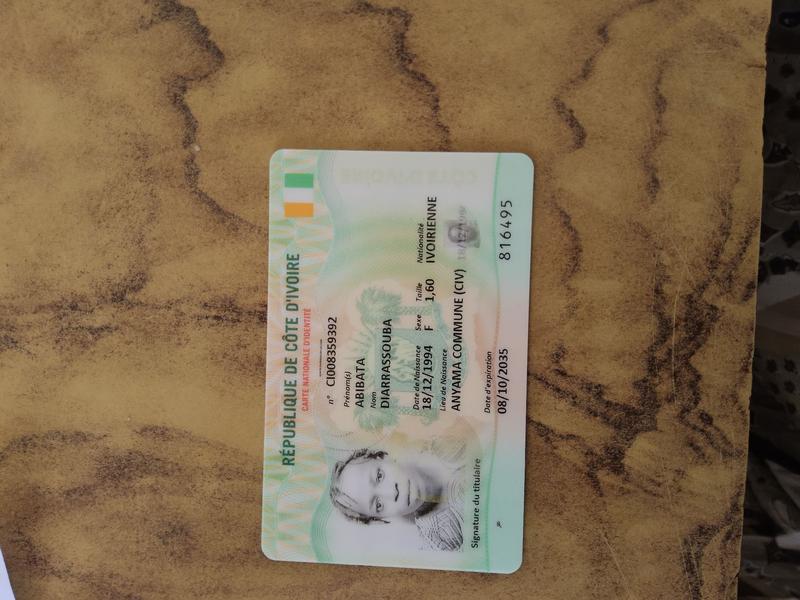 RÉPUBLIQUE DE CÔTE D'IVOIRE
CARTE NATIONALE D'IDENTITÉ
n° CI008359392
Prénom(s)
ABIBATA
Nom
DIARRASSOUBA
Date de Naissance Sexe Taille Nationalité
18/12/1994 F 1,60 IVOIRIENNE
Lieu de Naissance
ANYAMA COMMUNE (CIV)
Date d'expiration
08/10/2035
816495
Signature du titulaire